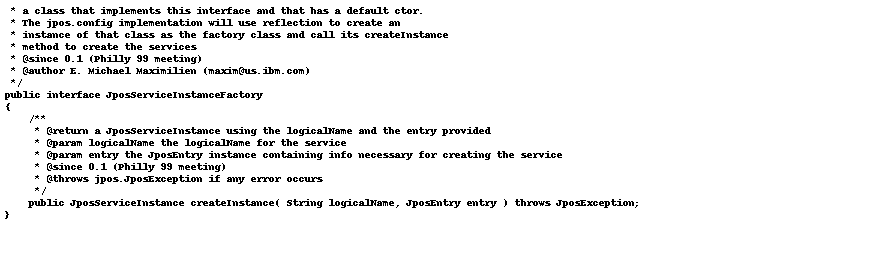 * a class that implements this interface and that has a default ctor.
* The jpos.config implementation will use reflection to create an
* instance of that class as the factory class and call its createInstance
* method to create the services
* @since 0.1 (Philly 99 meeting)
* @author E. Michael Maximilien (maxim@us.ibm.com)
*/
public interface JposServiceInstanceFactory
{
/**
* @return a JposServiceInstance using the logicalName and the entry provided
* @param logicalName the logicalName for the service
* @param entry the JposEntry instance containing info necessary for creating the service
* @since 0.1 (Philly 99 meeting)
* @throws jpos.JposException if any error occurs
*/
public JposServiceInstance createInstance( String logicalName, JposEntry entry ) throws JposException;
}